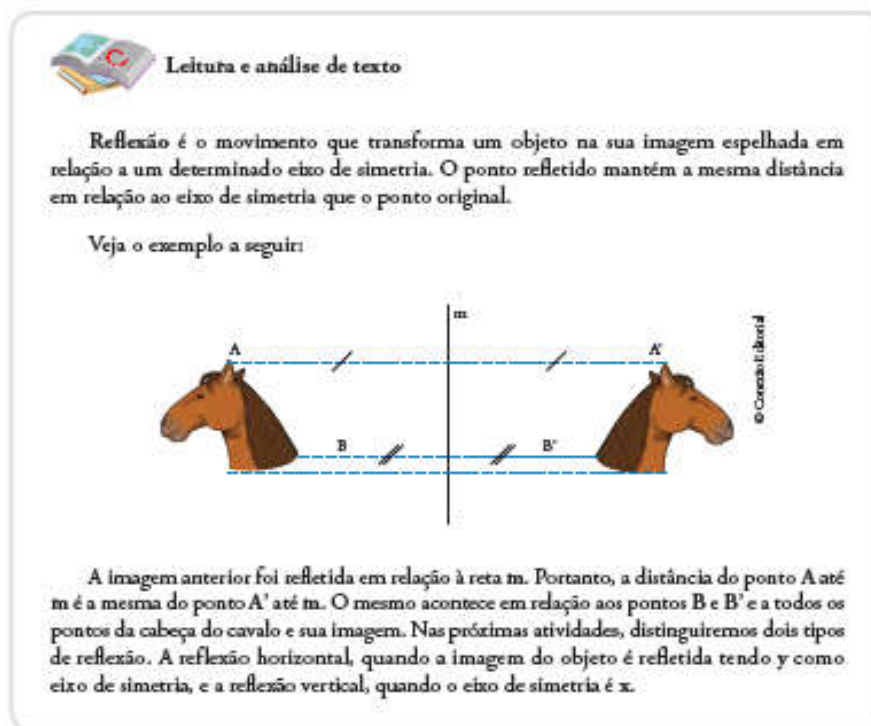 Leitura e análise de texto
Reflexão é o movimento que transforma um objeto na sua imagem espelhada em
relação a um determinado eixo de simetria. O ponto refletido mantém a mesma distância
em relação ao eixo de simetria que o ponto original.
Veja o exemplo a seguir:
m
A
A'
B
B'
© Conexão Editorial
A imagem anterior foi refletida em relação à reta m. Portanto, a distância do ponto A até
m é a mesma do ponto A' até m. O mesmo acontece em relação aos pontos B e B' e a todos os
pontos da cabeça do cavalo e sua imagem. Nas próximas atividades, distinguiremos dois tipos
de reflexão. A reflexão horizontal, quando a imagem do objeto é refletida tendo y como
eixo de simetria, e a reflexão vertical, quando o eixo de simetria é x.